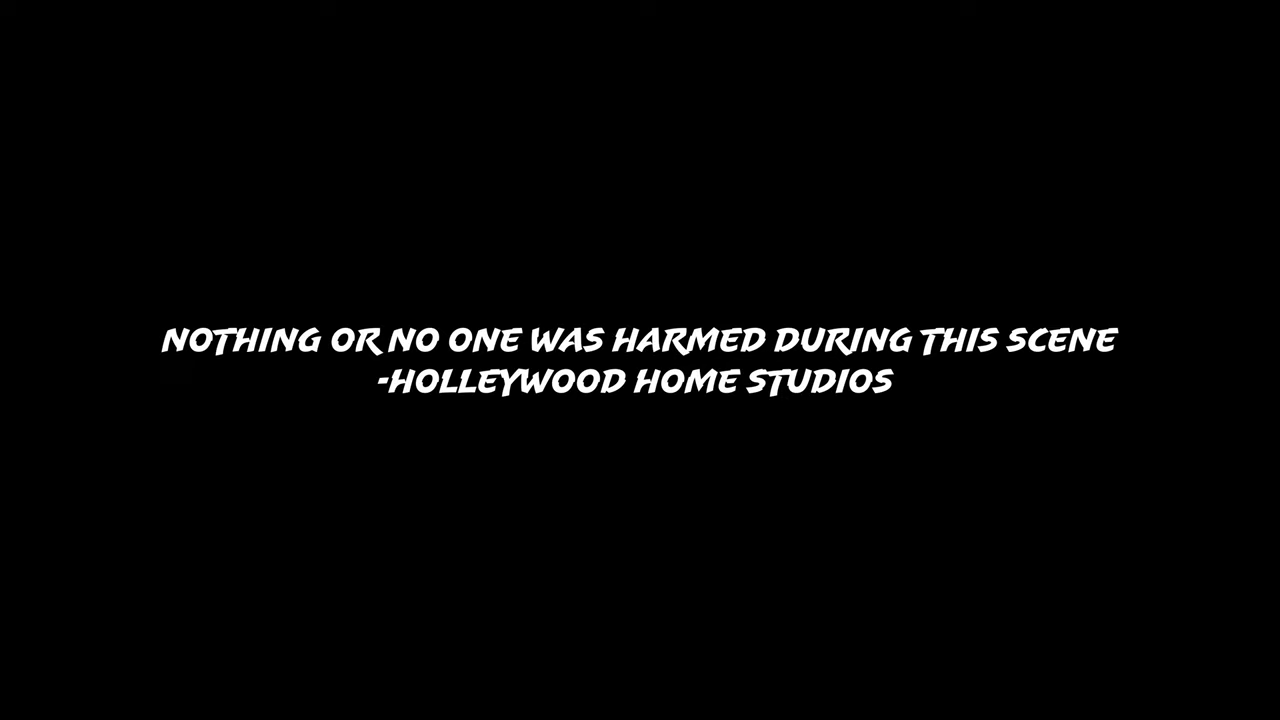 NOTHING OR NO ONE WAS HARMED DURING THIS SCENE
-HOLLEYWOOD HOME STUDIOS